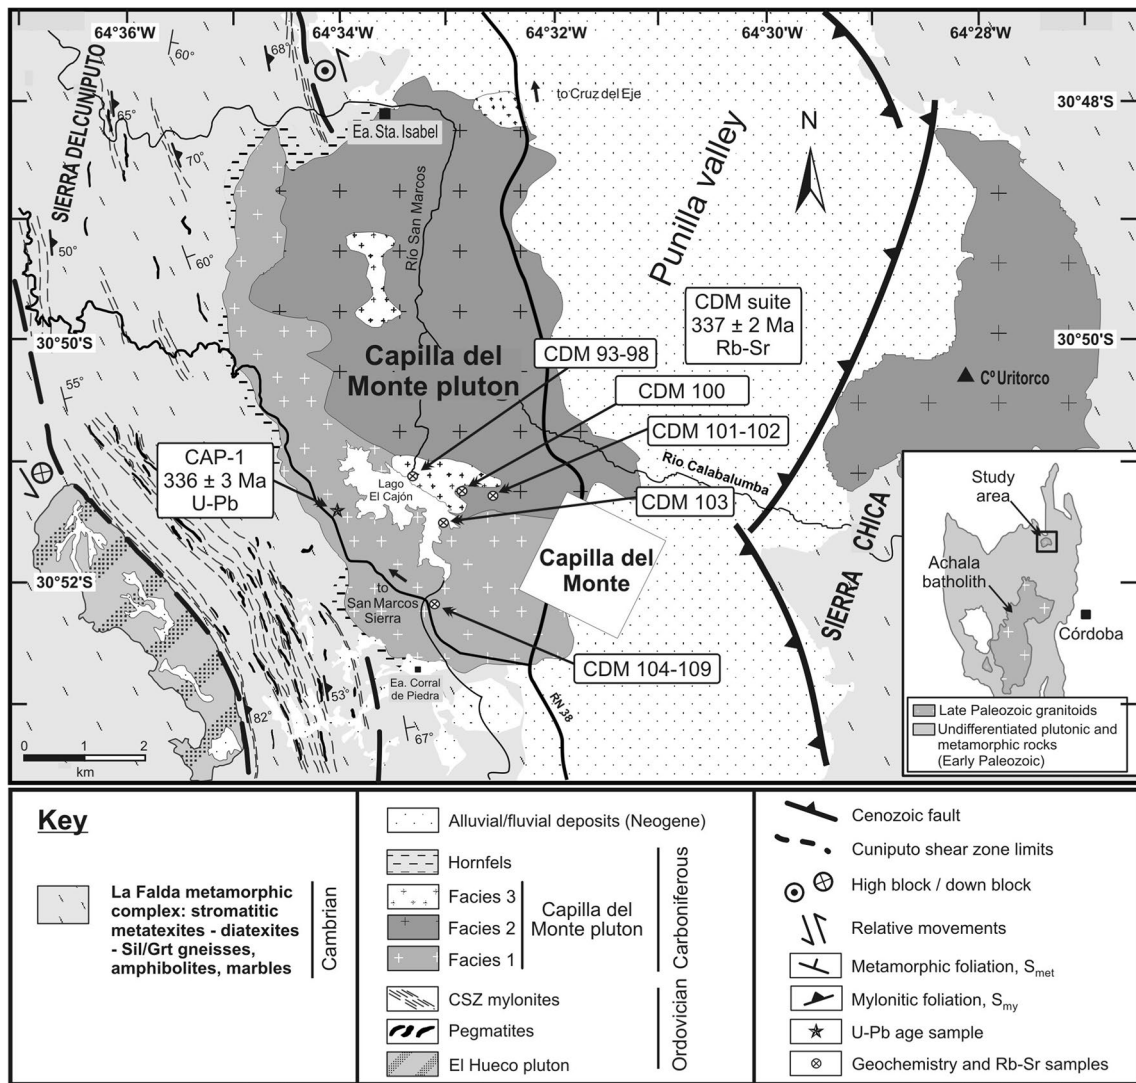 64°36'W
64°34'W
64°32'W
64°30'W
64°28'W
60°
68°
to Cruz del Eje
30°48'S
30°48'S
65°
Ea. Sta. Isabel
N
SIERRA DEL CUNIPUTO
70°
Río San Marcos
Punilla valley
50°
60°
CDM suite
337 ± 2 Ma
Rb-Sr
30°50'S
30°50'S
CDM 93-98
Capilla del
Monte pluton
Cº Uritorco
55°
CDM 100
CDM 101-102
CAP-1
336 ± 3 Ma
U-Pb
Rio Calabalumba
Lago
El Cajón
CDM 103
Study
area
SIERRA CHICA
Capilla del
Monte
Achala
batholith
30°52'S
to
San Marcos
Sierra
Córdoba
CDM 104-109
Ea. Corral
de Piedra
53°
82°
67°
RN 38
Late Paleozoic granitoids
Undifferentiated plutonic and
metamorphic rocks
(Early Paleozoic)
0 1 2
km
Key
La Falda metamorphic
complex: stromatitic
metatexites - diatexites
- Sil/Grt gneisses,
amphibolites, marbles
Cambrian
Alluvial/fluvial deposits (Neogene)
Hornfels
Facies 3
Facies 2
Facies 1
Capilla del
Monte pluton
Carboniferous
CSZ mylonites
Pegmatites
El Hueco pluton
Ordovician
Cenozoic fault
Cuniputo shear zone limits
High block / down block
Relative movements
Metamorphic foliation, Smet
Mylonitic foliation, Smy
U-Pb age sample
Geochemistry and Rb-Sr samples